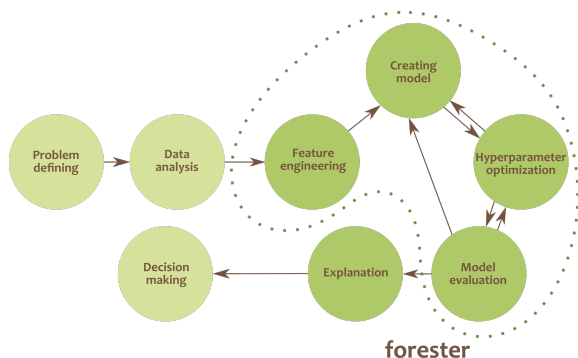 Creating
model
Problem
defining
Data
analysis
Feature
engineering
Hyperparameter
optimization
Decision
making
Explanation
Model
evaluation
forester